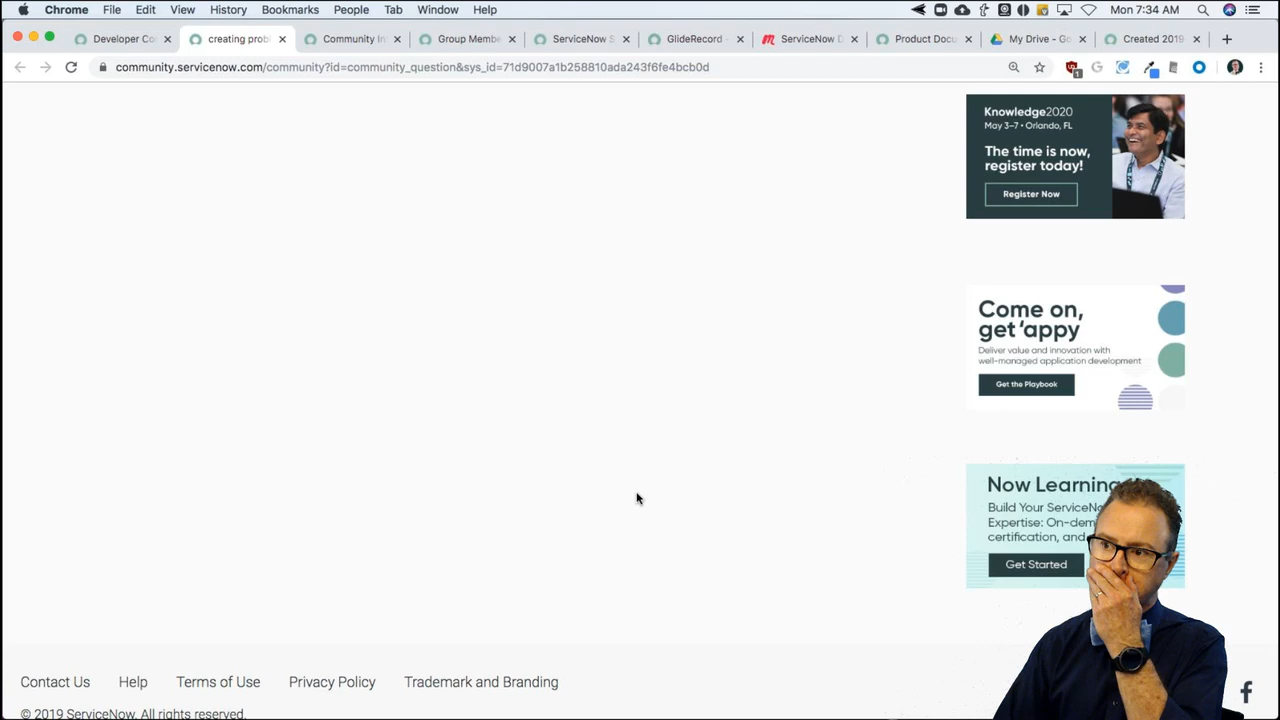 Chrome File Edit View History Bookmarks People Tab Window Help Mon 7:34 AM
Developer Co creating probl Community In Group Membe ServiceNow S GlideRecord ServiceNow D Product Docu My Drive - Go Created 2019
community.servicenow.com/community?id=community_question&sys_id=71d9007a1b258810ada243f6fe4bcb0d
1
Knowledge2020
May 3–7 • Orlando, FL
The time is now,
register today!
Register Now
Come on,
get 'appy
Deliver value and innovation with
well-managed application development
Get the Playbook
Now Learning
Build Your ServiceNo
Expertise: On-dem
certification, and
Get Started
Contact Us Help Terms of Use Privacy Policy Trademark and Branding
© 2019 ServiceNow. All rights reserved.